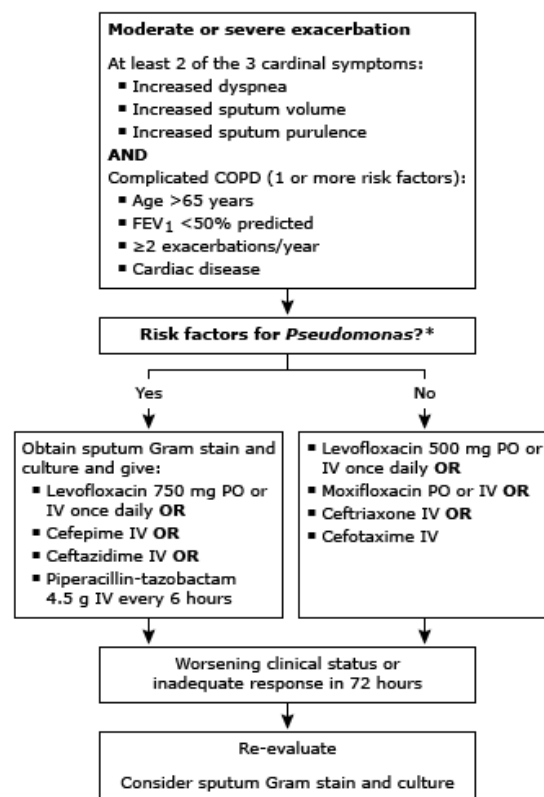 Moderate or severe exacerbation
At least 2 of the 3 cardinal symptoms:
▪ Increased dyspnea
▪ Increased sputum volume
▪ Increased sputum purulence
AND
Complicated COPD (1 or more risk factors):
▪ Age >65 years
▪ FEV₁ <50% predicted
▪ ≥2 exacerbations/year
▪ Cardiac disease
Risk factors for Pseudomonas?*
Yes
No
Obtain sputum Gram stain and
culture and give:
▪ Levofloxacin 750 mg PO or
IV once daily OR
▪ Cefepime IV OR
▪ Ceftazidime IV OR
▪ Piperacillin-tazobactam
4.5 g IV every 6 hours
▪ Levofloxacin 500 mg PO or
IV once daily OR
▪ Moxifloxacin PO or IV OR
▪ Ceftriaxone IV OR
▪ Cefotaxime IV
Worsening clinical status or
inadequate response in 72 hours
Re-evaluate
Consider sputum Gram stain and culture